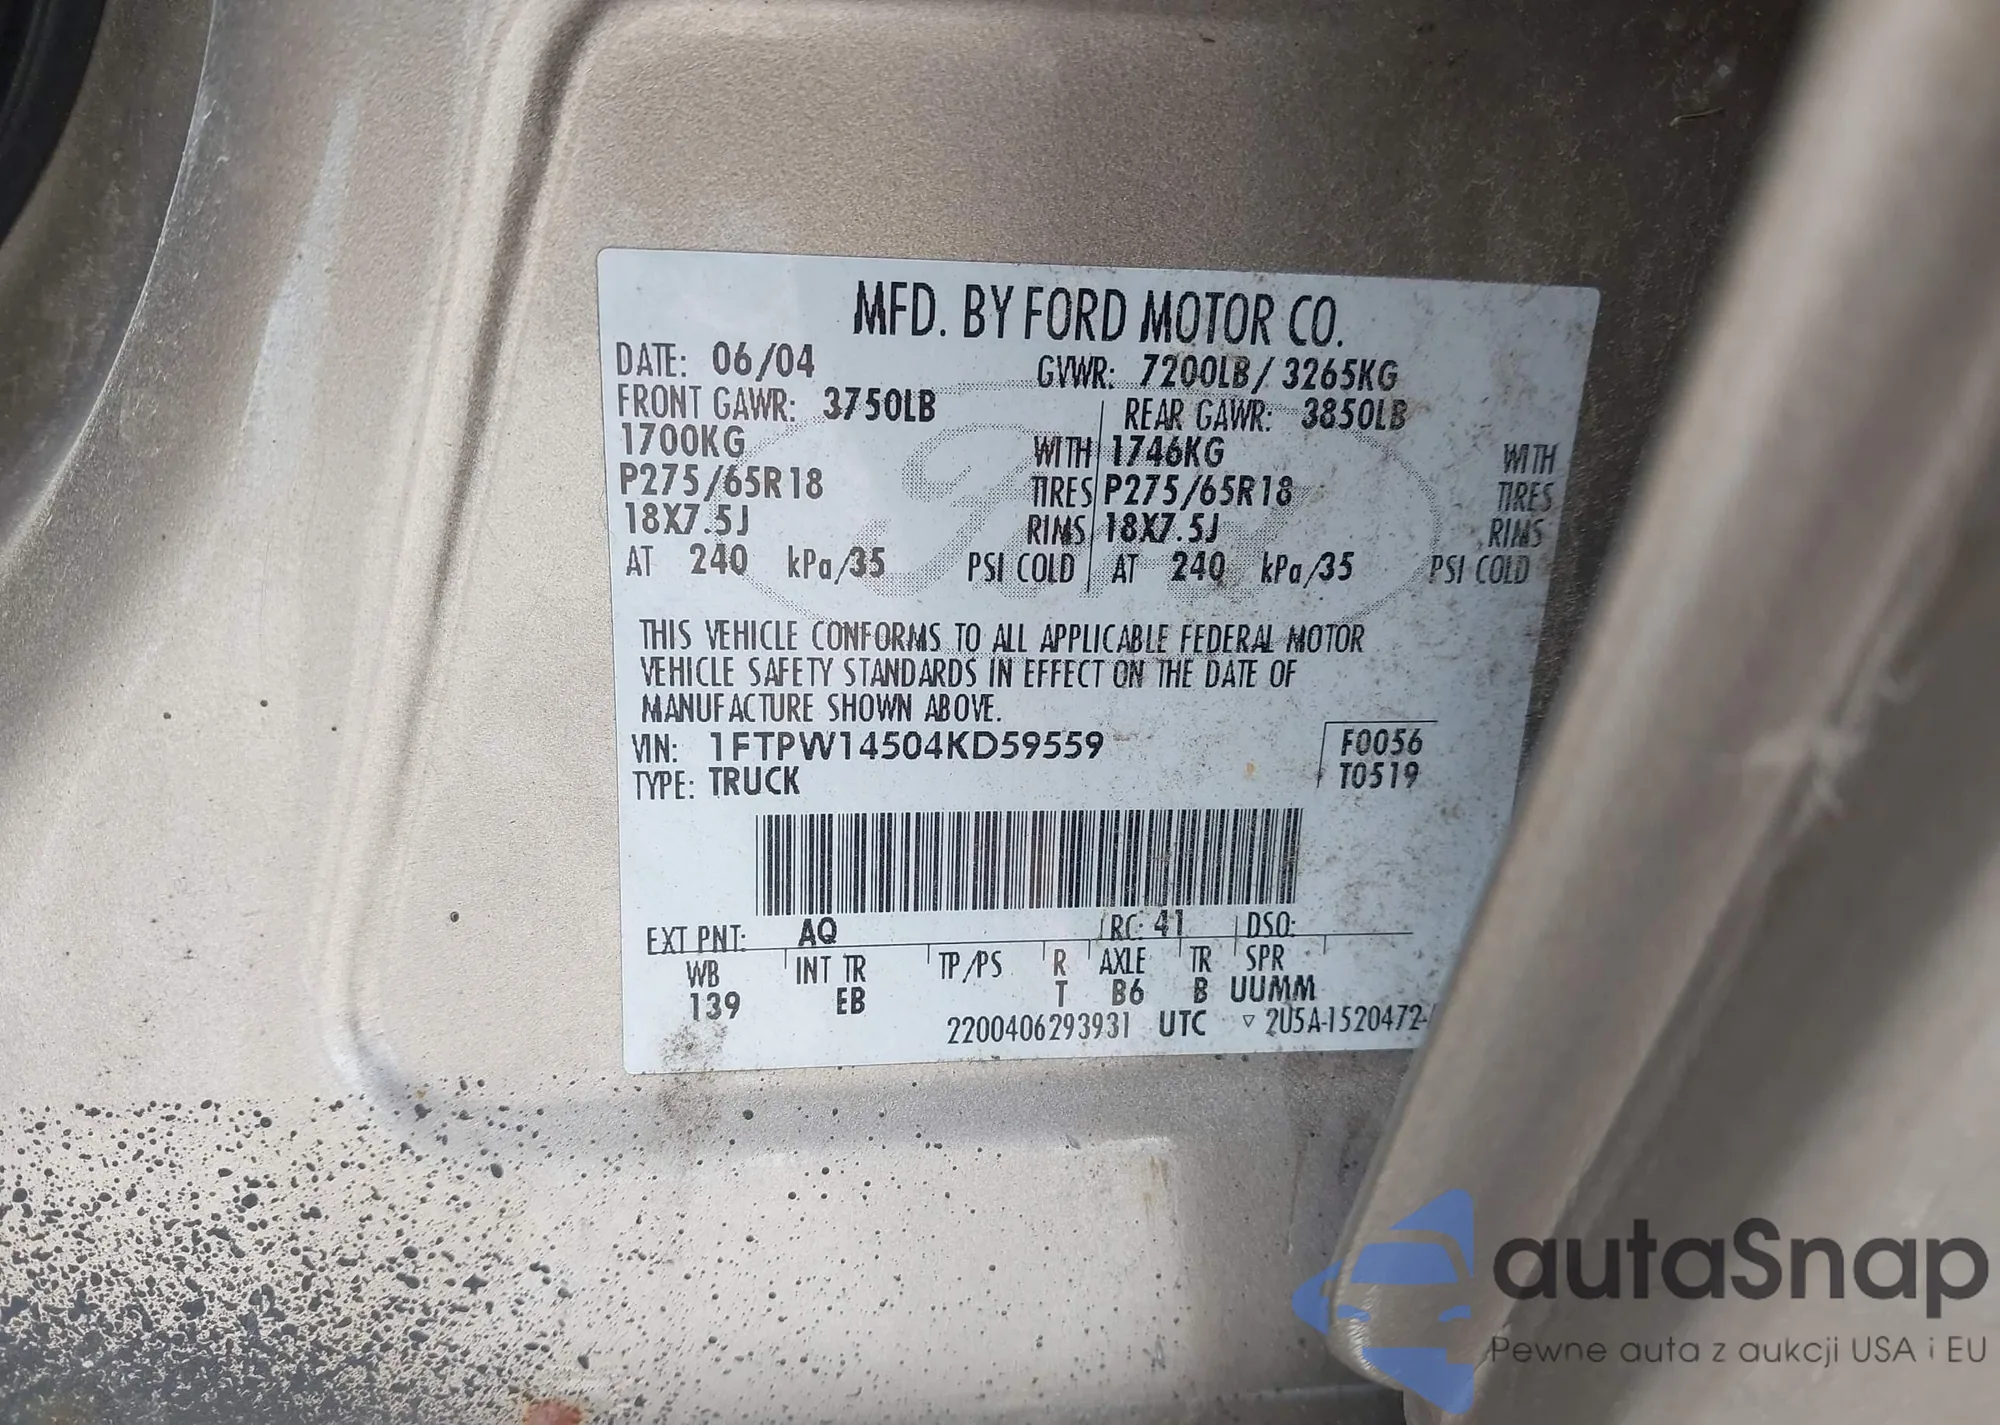 MFD. BY FORD MOTOR CO.
DATE: 06/04 GVWR: 7200LB/ 3265KG
FRONT GAWR: 3750LB REAR GAWR: 3850LB
1700KG WITH 1746KG WITH
P275/65R18 TIRES P275/65R18 TIRES
18X7.5J RIMS 18X7.5J RIMS
AT 240 kPa/35 PSI COLD AT 240 kPa/35 PSI COLD
THIS VEHICLE CONFORMS TO ALL APPLICABLE FEDERAL MOTOR
VEHICLE SAFETY STANDARDS IN EFFECT ON THE DATE OF
MANUFACTURE SHOWN ABOVE.
VIN: 1FTPW14504KD59559 F0056
TYPE: TRUCK T0519
EXT PNT: AQ RC: 41 DSO:
WB INT TR TP/PS R AXLE TR SPR
139 EB T B6 B UUMM
2200406293931 UTC ▽ 2U5A-1520472-
autaSnap
Pewne auta z aukcji USA i EU